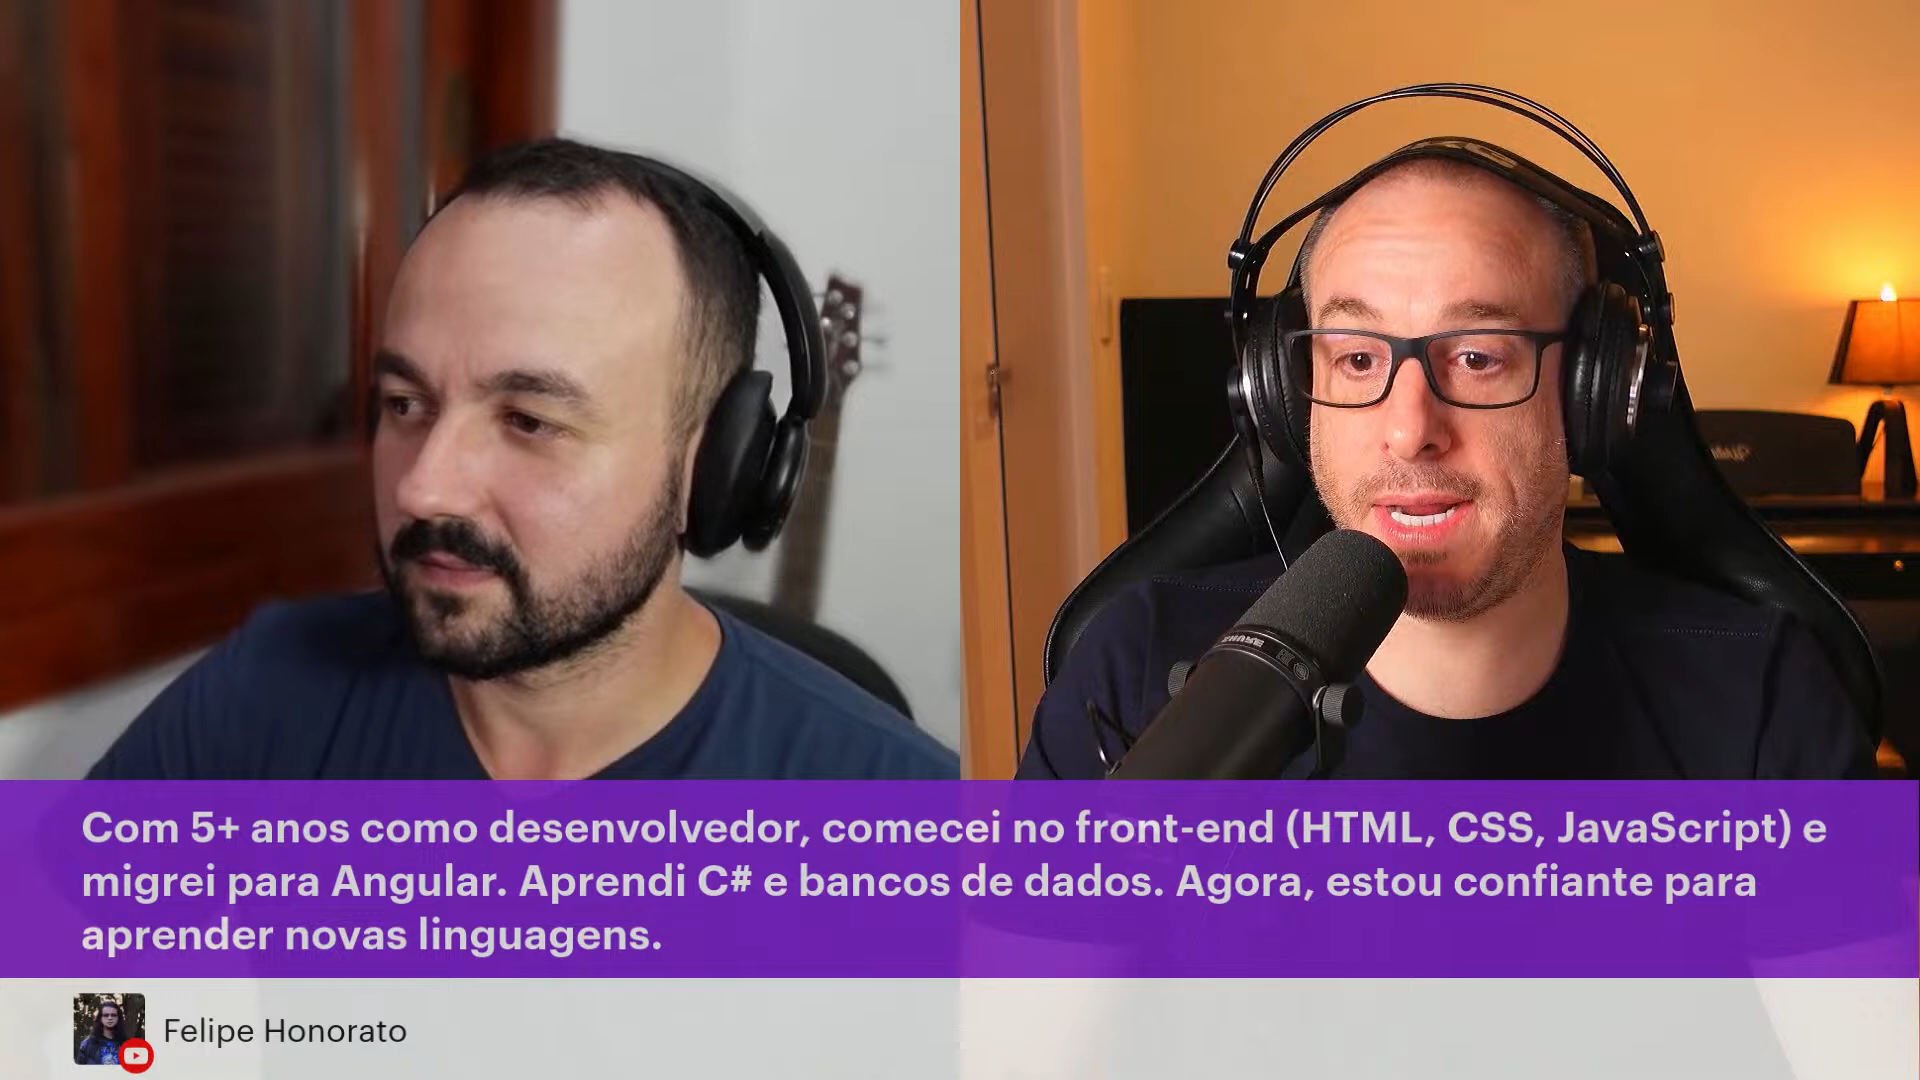 Com 5+ anos como desenvolvedor, comecei no front-end (HTML, CSS, JavaScript) e
migrei para Angular. Aprendi C# e bancos de dados. Agora, estou confiante para
aprender novas linguagens.
Felipe Honorato